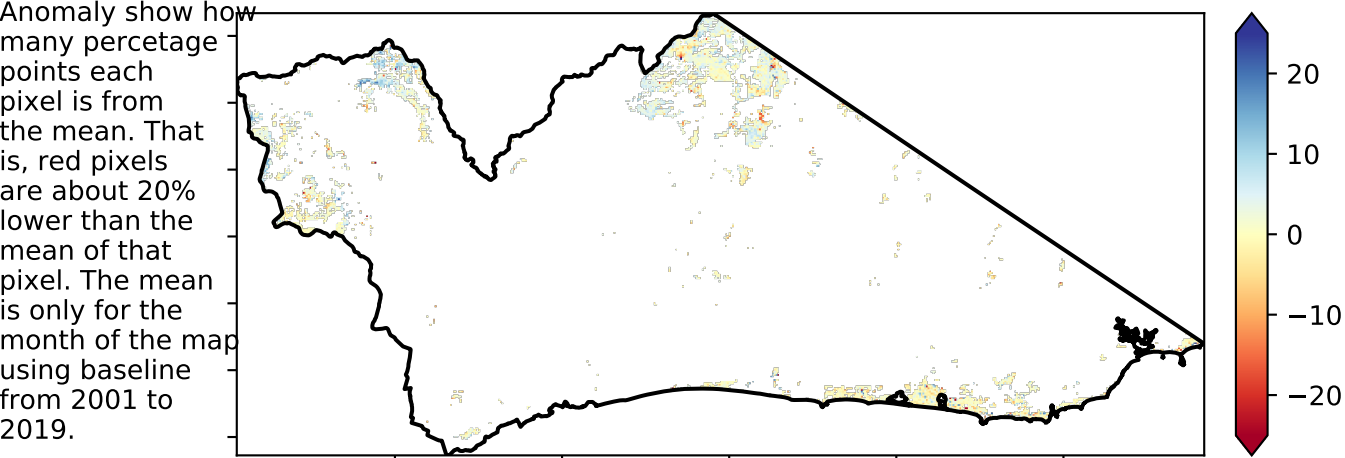 Anomaly show how
many percetage
points each
pixel is from
the mean. That
is, red pixels
are about 20%
lower than the
mean of that
pixel. The mean
is only for the
month of the map
using baseline
from 2001 to
2019.
20
10
0
−10
−20